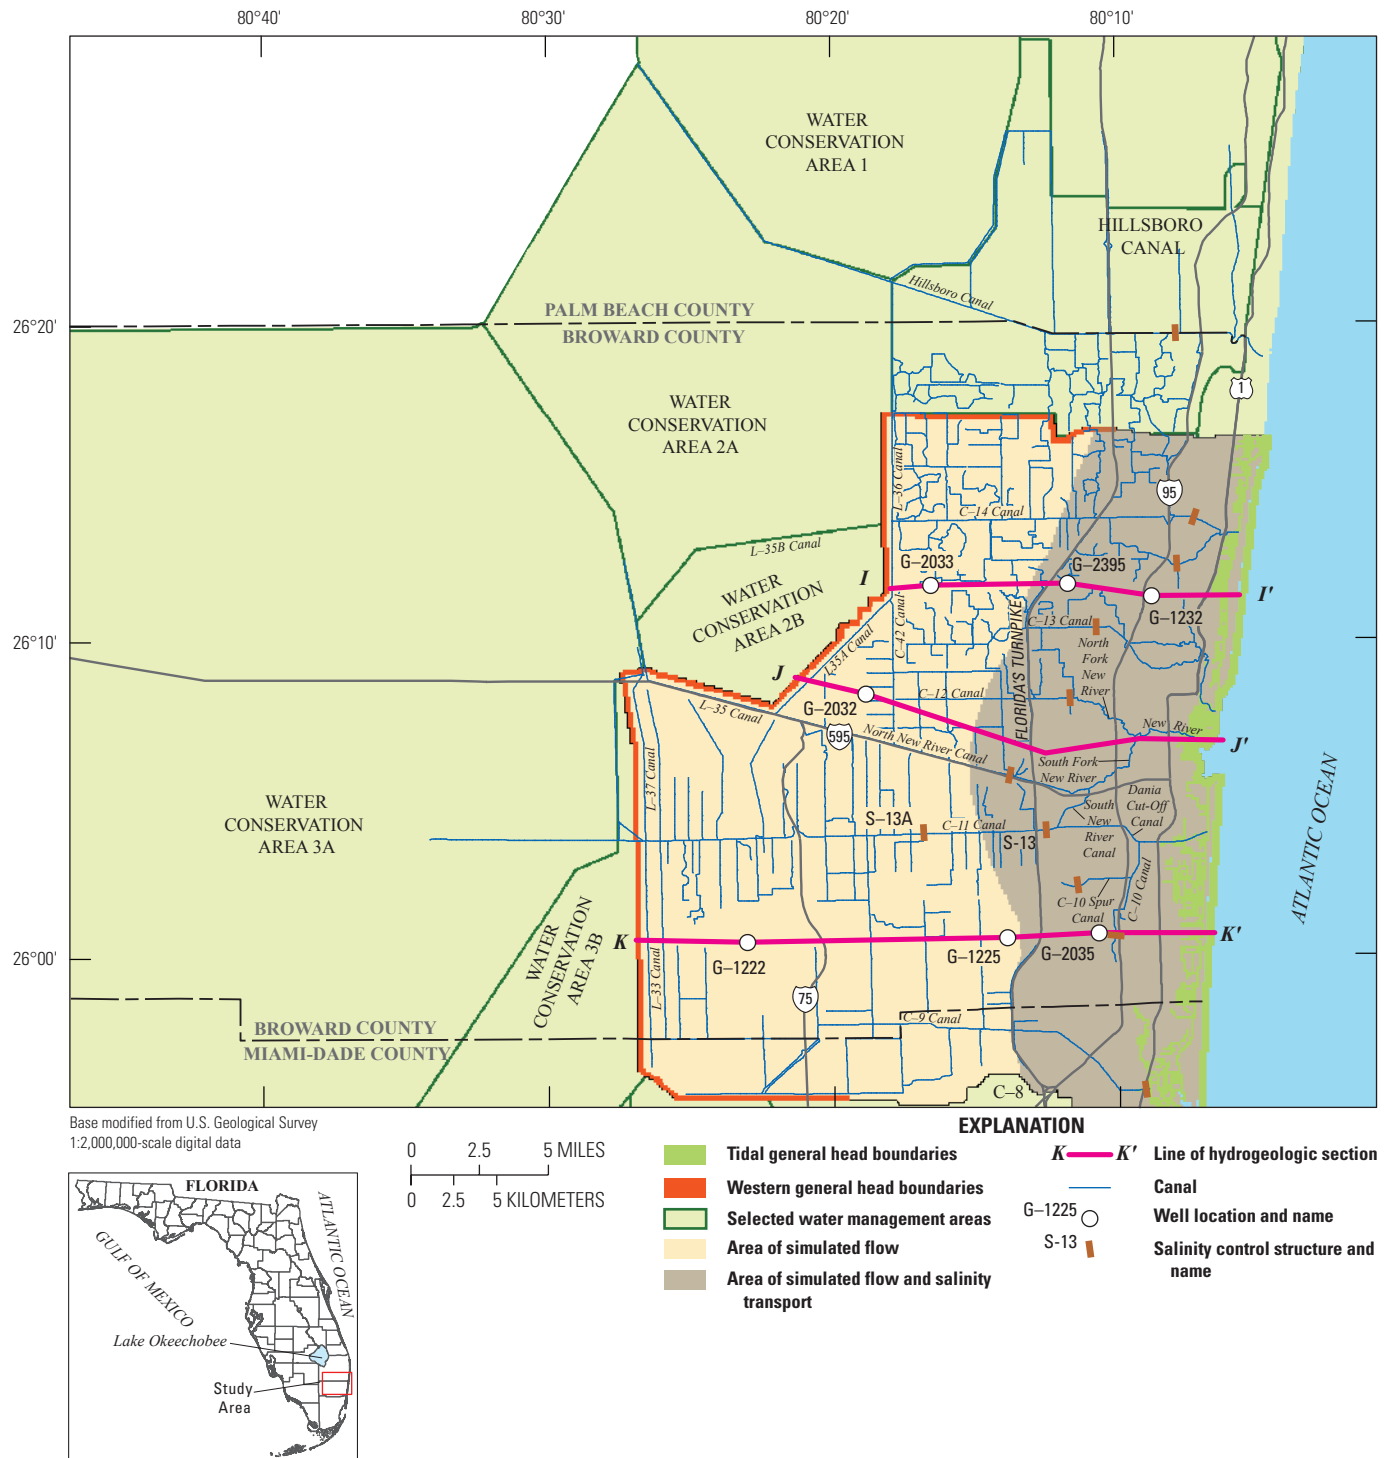 80°40'
80°30'
80°20'
80°10'
WATER
CONSERVATION
AREA 1
HILLSBORO
CANAL
Hillsboro Canal
26°20'
PALM BEACH COUNTY
BROWARD COUNTY
1
WATER
CONSERVATION
AREA 2A
L–36 Canal
95
C–14 Canal
L–35B Canal
G–2033
G–2395
I
I'
WATER
CONSERVATION
AREA 2B
G–1232
C–42 Canal
FLORIDA'S TURNPIKE
C–13 Canal
26°10'
L35A Canal
North
Fork
New
River
J
C–12 Canal
G–2032
L–35 Canal
595
North New River Canal
New River
J'
South Fork
New River
L–37 Canal
Dania
Cut-Off
Canal
WATER
CONSERVATION
AREA 3A
S–13A
C–11 Canal
S-13
South
New
River
Canal
ATLANTIC OCEAN
C–10 Spur
Canal
C–10 Canal
K
K'
WATER
CONSERVATION
AREA 3B
G–1222
G–1225
G–2035
26°00'
L–33 Canal
75
C–9 Canal
BROWARD COUNTY
MIAMI-DADE COUNTY
C–8
Base modified from U.S. Geological Survey
1:2,000,000-scale digital data
0 2.5 5 MILES
0 2.5 5 KILOMETERS
EXPLANATION
Tidal general head boundaries
Western general head boundaries
Selected water management areas
Area of simulated flow
Area of simulated flow and salinity
transport
K K' Line of hydrogeologic section
Canal
G–1225 Well location and name
S-13 Salinity control structure and
name
FLORIDA
ATLANTIC OCEAN
GULF OF MEXICO
Lake Okeechobee
Study
Area